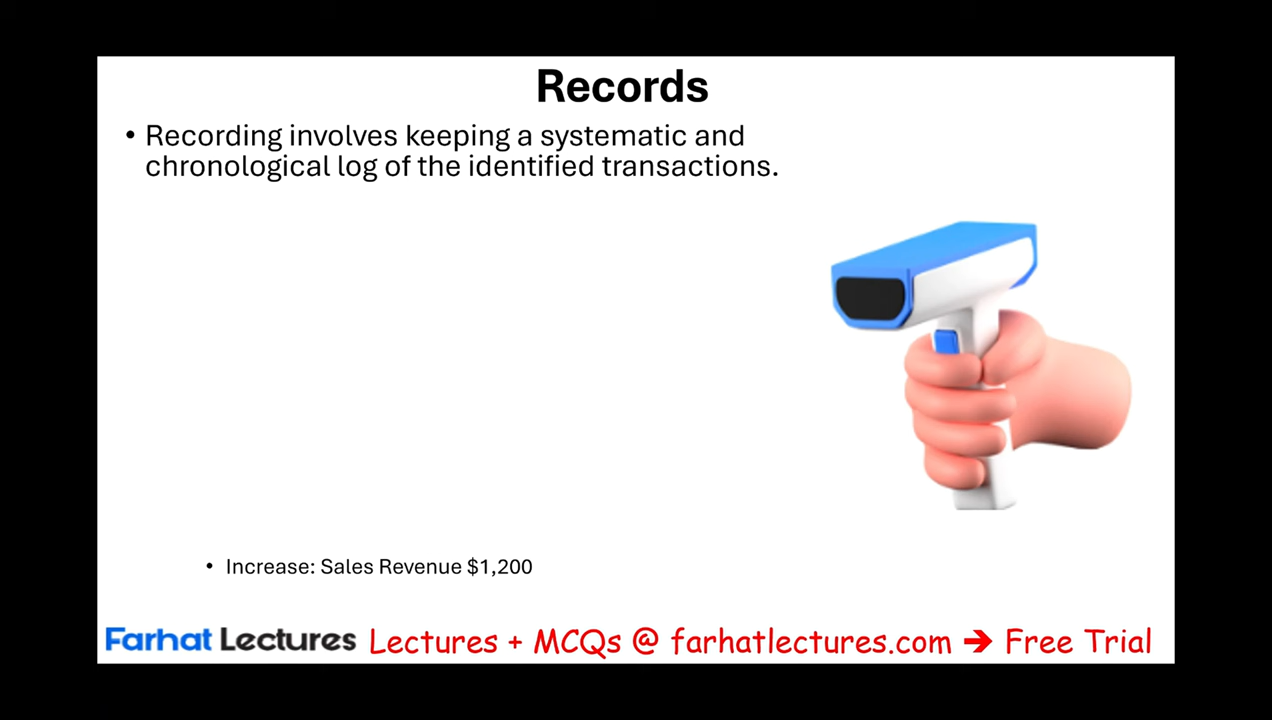 Records
• Recording involves keeping a systematic and
chronological log of the identified transactions.
• Increase: Sales Revenue $1,200
Farhat Lectures Lectures + MCQs @ farhatlectures.com → Free Trial